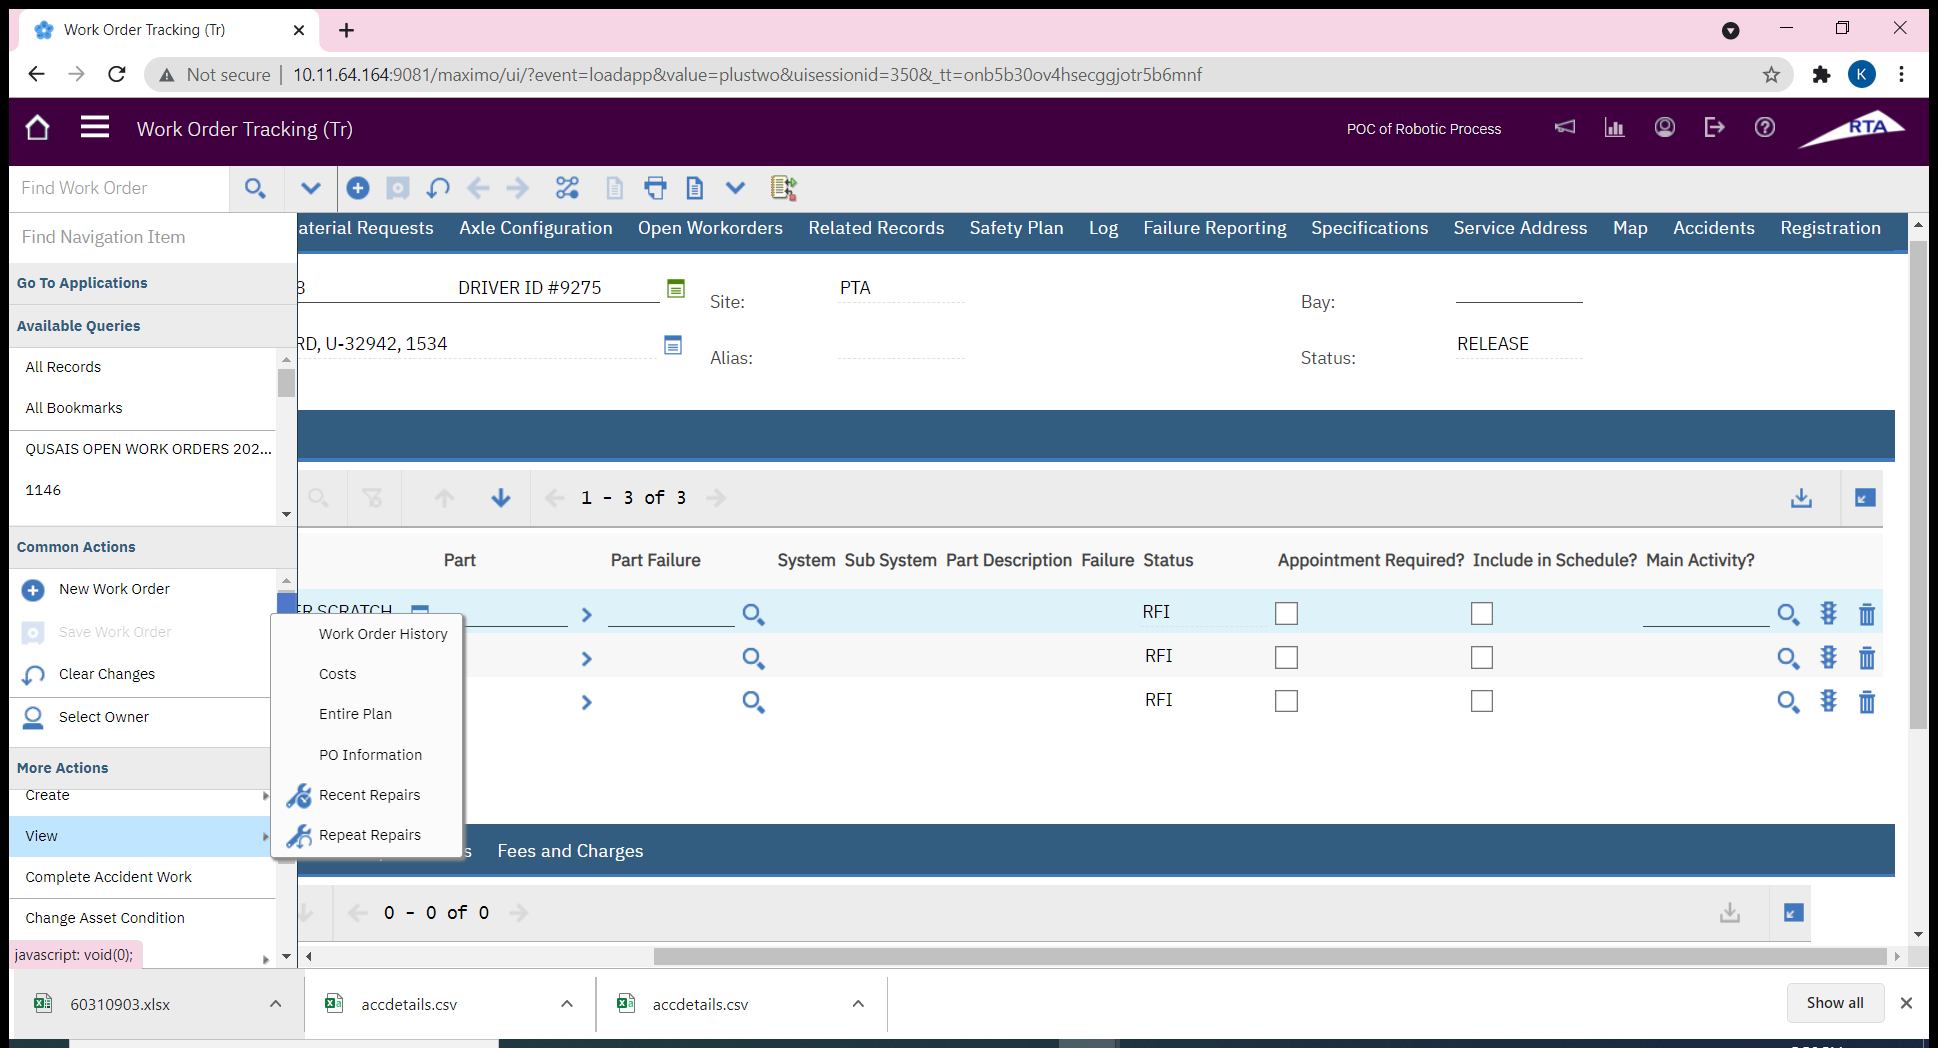 Work Order Tracking (Tr)
Not secure | 10.11.64.164:9081/maximo/ui/?event=loadapp&value=plustwo&uisessionid=350&_tt=onb5b30ov4hsecggjotr5b6mnf
K
Work Order Tracking (Tr)
POC of Robotic Process
RTA
Find Work Order
Find Navigation Item
aterial Requests Axle Configuration Open Workorders Related Records Safety Plan Log Failure Reporting Specifications Service Address Map Accidents Registration
Go To Applications
DRIVER ID #9275 Site: PTA Bay:
Available Queries
RD, U-32942, 1534 Alias: Status: RELEASE
All Records
All Bookmarks
QUSAIS OPEN WORK ORDERS 202...
1146
1 - 3 of 3
Common Actions
Part Part Failure System Sub System Part Description Failure Status Appointment Required? Include in Schedule? Main Activity?
New Work Order
ER SCRATCH RFI
Save Work Order
Work Order History
RFI
Clear Changes
Costs
RFI
Select Owner
Entire Plan
PO Information
More Actions
Create
Recent Repairs
View
Repeat Repairs
s Fees and Charges
Complete Accident Work
Change Asset Condition
0 - 0 of 0
javascript: void(0);
60310903.xlsx accdetails.csv accdetails.csv Show all